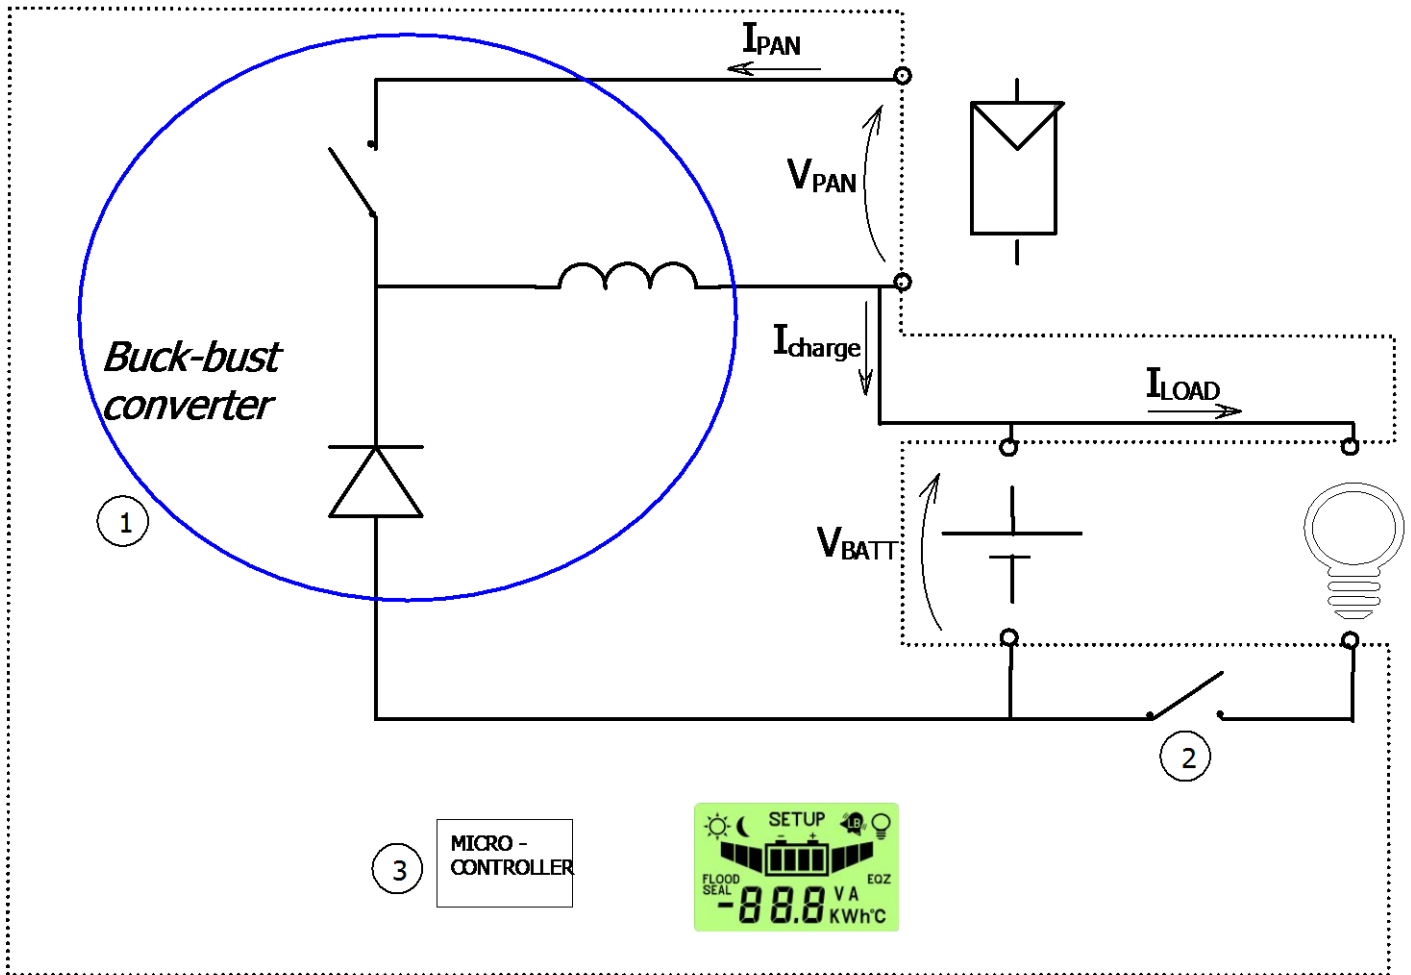 IPAN
VPAN
Icharge
ILOAD
Buck-bust
converter
1
VBATT
2
3
MICRO -
CONTROLLER
SETUP
LB
- +
FLOOD
SEAL
EQZ
-88.8
V A
KWh°C